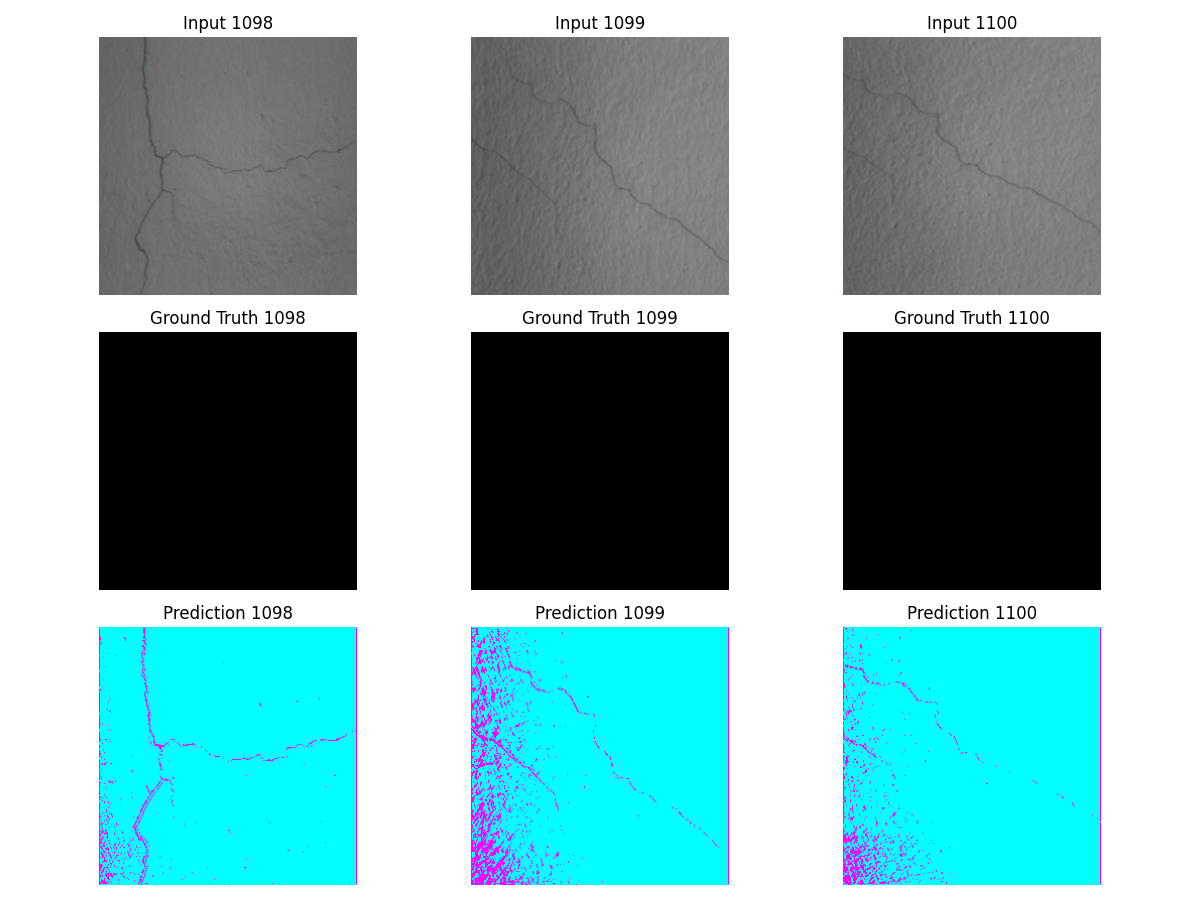 Input 1098
Input 1099
Input 1100
Ground Truth 1098
Ground Truth 1099
Ground Truth 1100
Prediction 1098
Prediction 1099
Prediction 1100